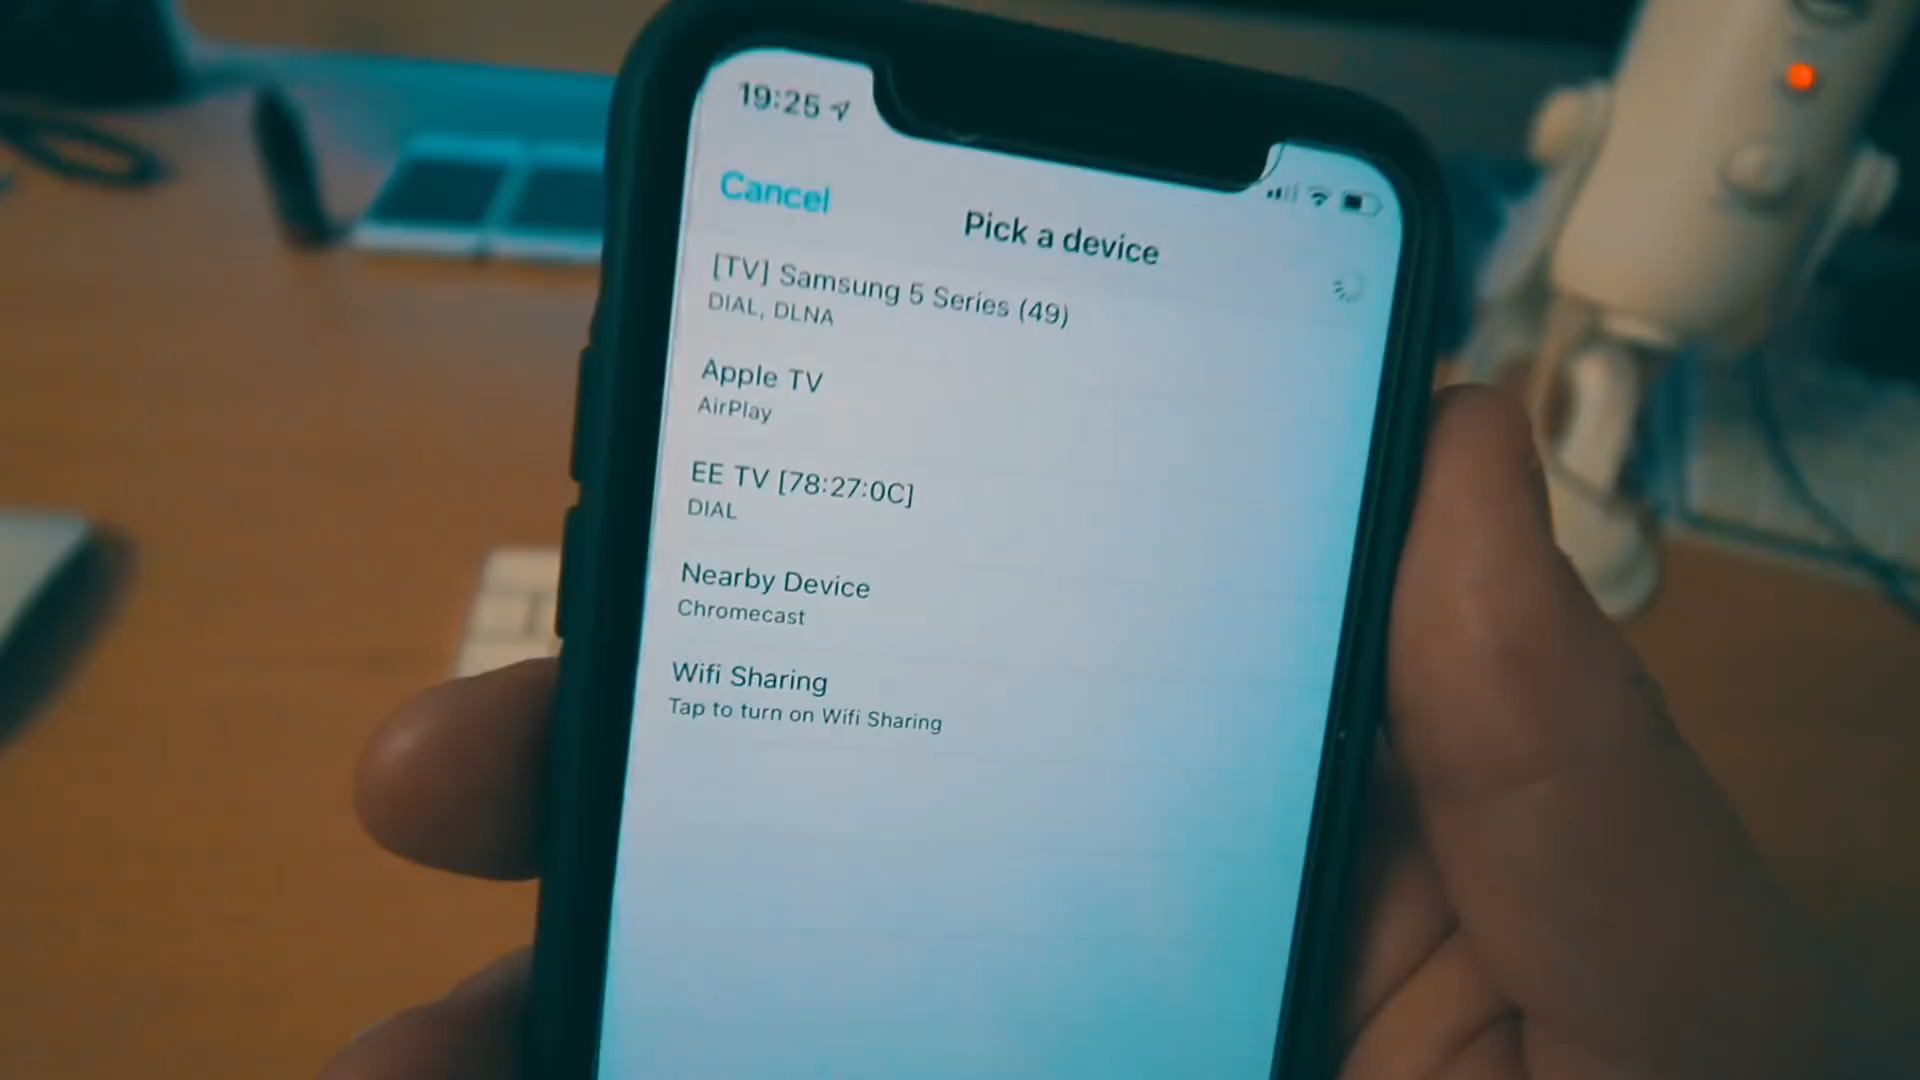 19:25
Cancel
Pick a device
[TV] Samsung 5 Series (49)
DIAL, DLNA
Apple TV
AirPlay
EE TV [78:27:0C]
DIAL
Nearby Device
Chromecast
Wifi Sharing
Tap to turn on Wifi Sharing